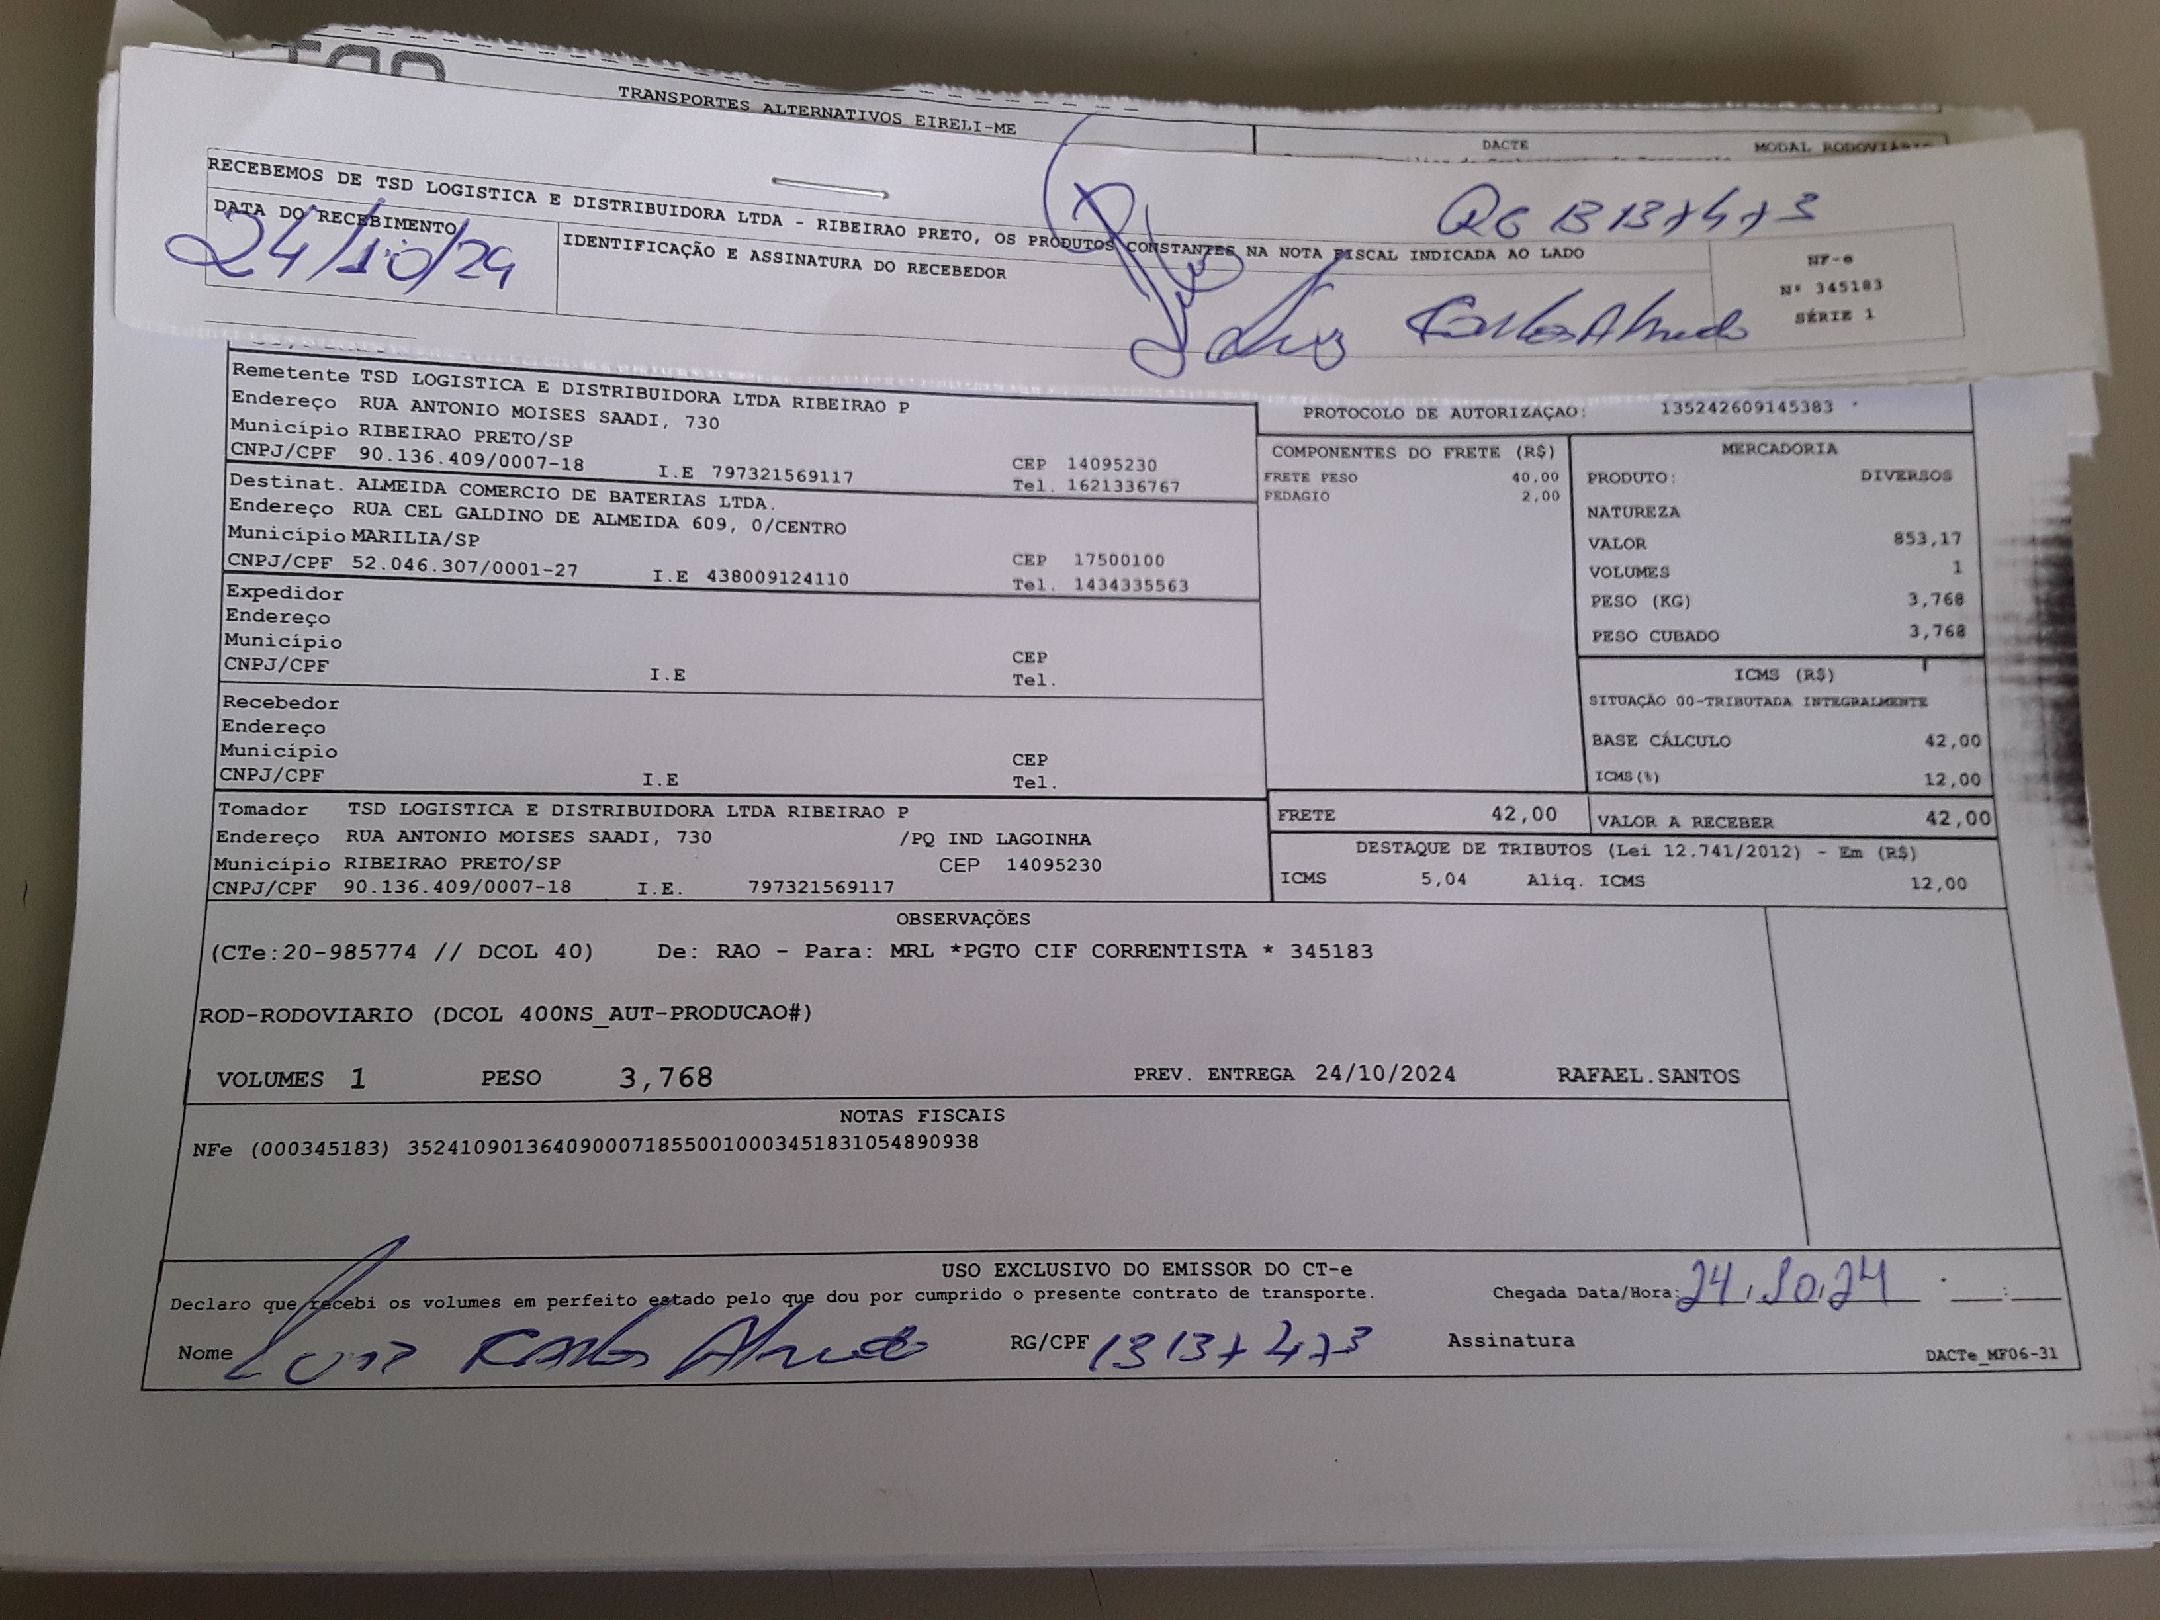 TRANSPORTES ALTERNATIVOS EIRELI-ME
DACTE MODAL RODOVIÁRIO
RECEBEMOS DE TSD LOGISTICA E DISTRIBUIDORA LTDA - RIBEIRAO PRETO, OS PRODUTOS CONSTANTES NA NOTA FISCAL INDICADA AO LADO
DATA DO RECEBIMENTO
24/10/24
IDENTIFICAÇÃO E ASSINATURA DO RECEBEDOR
NF-e
Nº 345183
SÉRIE 1
Luiz Carlos
Remetente TSD LOGISTICA E DISTRIBUIDORA LTDA RIBEIRAO P
Endereço RUA ANTONIO MOISES SAADI, 730
Município RIBEIRAO PRETO/SP CEP 14095230
CNPJ/CPF 90.136.409/0007-18 I.E 797321569117 Tel. 1621336767
Destinat. ALMEIDA COMERCIO DE BATERIAS LTDA.
Endereço RUA CEL GALDINO DE ALMEIDA 609, 0/CENTRO
Município MARILIA/SP CEP 17500100
CNPJ/CPF 52.046.307/0001-27 I.E 438009124110 Tel. 1434335563
Expedidor
Endereço
Município CEP
CNPJ/CPF I.E Tel.
Recebedor
Endereço
Município CEP
CNPJ/CPF I.E Tel.
Tomador TSD LOGISTICA E DISTRIBUIDORA LTDA RIBEIRAO P
Endereço RUA ANTONIO MOISES SAADI, 730 /PQ IND LAGOINHA
Município RIBEIRAO PRETO/SP CEP 14095230
CNPJ/CPF 90.136.409/0007-18 I.E. 797321569117
PROTOCOLO DE AUTORIZAÇAO: 135242609145383
COMPONENTES DO FRETE (R$)
FRETE PESO 40,00
PEDAGIO 2,00
MERCADORIA
PRODUTO: DIVERSOS
NATUREZA
VALOR 853,17
VOLUMES 1
PESO (KG) 3,768
PESO CUBADO 3,768
ICMS (R$)
SITUAÇÃO 00-TRIBUTADA INTEGRALMENTE
BASE CÁLCULO 42,00
ICMS(%) 12,00
FRETE 42,00 VALOR A RECEBER 42,00
DESTAQUE DE TRIBUTOS (Lei 12.741/2012) - Em (R$)
ICMS 5,04 Aliq. ICMS 12,00
OBSERVAÇÕES
(CTe:20-985774 // DCOL 40) De: RAO - Para: MRL *PGTO CIF CORRENTISTA * 345183
ROD-RODOVIARIO (DCOL 400NS_AUT-PRODUCAO#)
VOLUMES 1 PESO 3,768 PREV. ENTREGA 24/10/2024 RAFAEL.SANTOS
NOTAS FISCAIS
NFe (000345183) 35241090136409000718550010003451831054890938
USO EXCLUSIVO DO EMISSOR DO CT-e
Declaro que recebi os volumes em perfeito estado pelo que dou por cumprido o presente contrato de transporte. Chegada Data/Hora: 24/10/24 __:__
Nome Luiz Carlos RG/CPF 13137473 Assinatura
DACTe_MF06-31